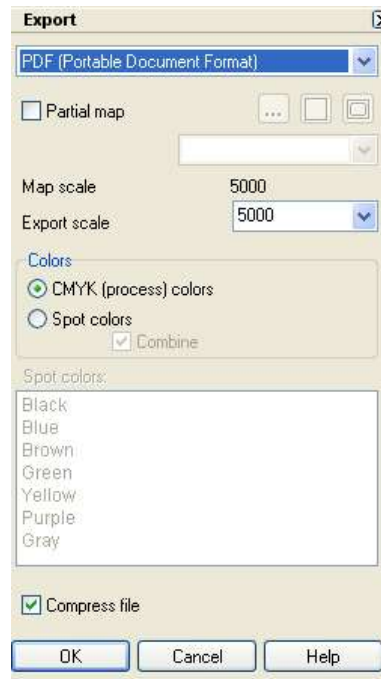 Export
PDF (Portable Document Format)
Partial map
...
Map scale 5000
Export scale 5000
Colors
CMYK (process) colors
Spot colors
Combine
Spot colors:
Black
Blue
Brown
Green
Yellow
Purple
Gray
Compress file
OK Cancel Help